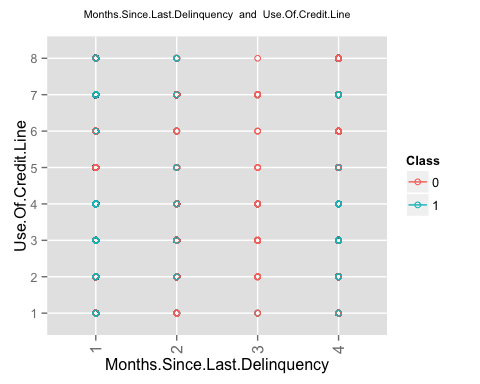 Months.Since.Last.Delinquency and Use.Of.Credit.Line
8
7
6
5
4
3
2
1
Use.Of.Credit.Line
1 2 3 4
Months.Since.Last.Delinquency
Class
0
1